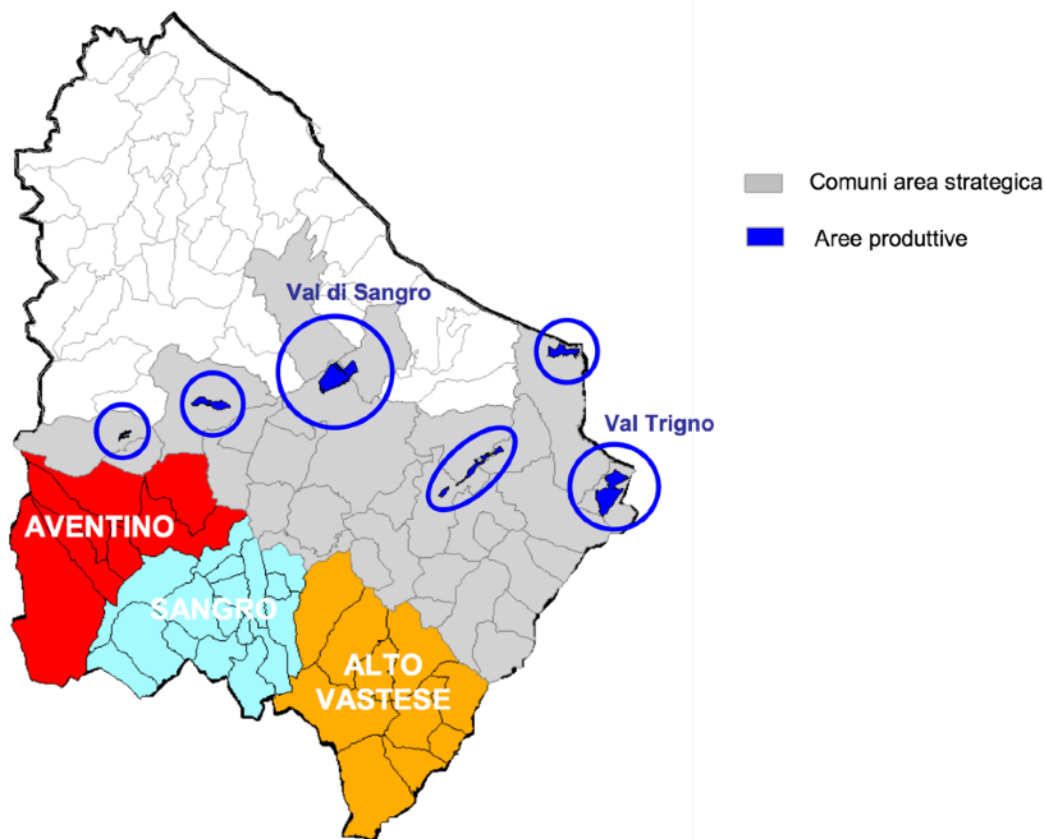 Comuni area strategica
Aree produttive
Val di Sangro
Val Trigno
AVENTINO
SANGRO
ALTO
VASTESE